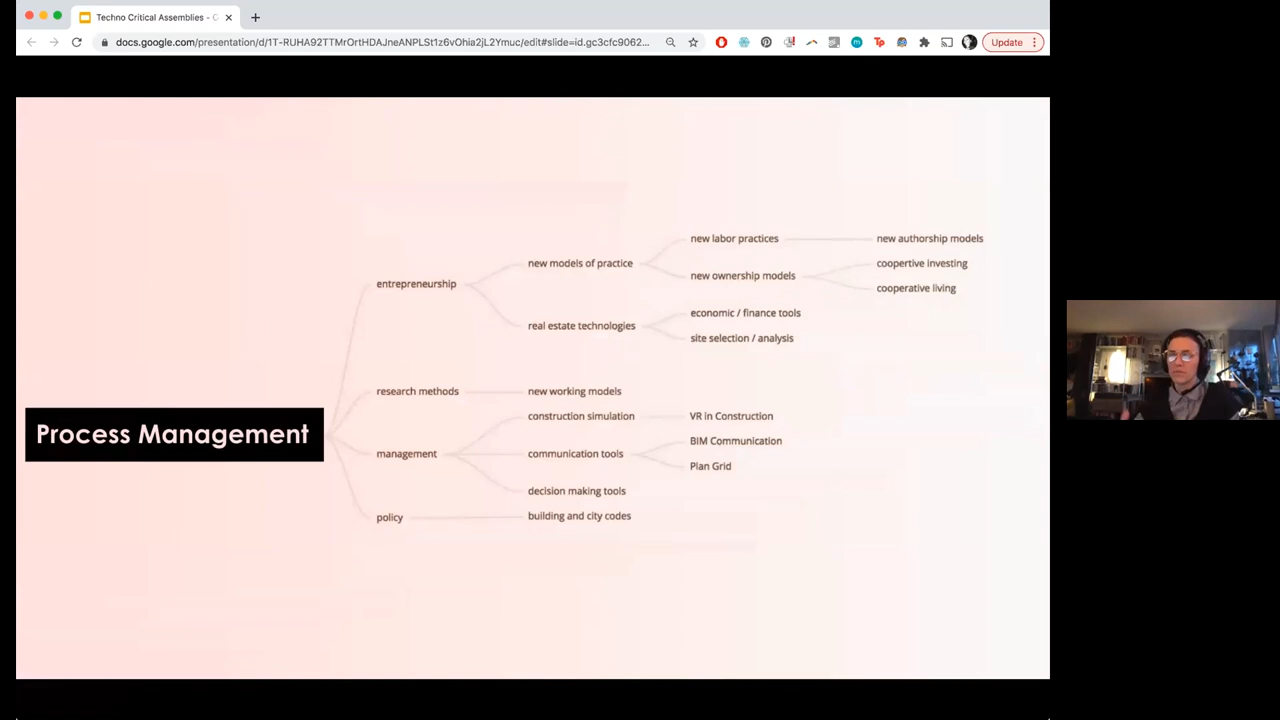 Techno Critical Assemblies - C
docs.google.com/presentation/d/1T-RUHA92TTMrOrtHDAJneANPLSt1z6vOhia2jL2Ymuc/edit#slide=id.gc3cfc9062...
Update
new labor practices
new authorship models
new models of practice
coopertive investing
new ownership models
entrepreneurship
cooperative living
economic / finance tools
real estate technologies
site selection / analysis
research methods
new working models
construction simulation
VR in Construction
Process Management
BIM Communication
management
communication tools
Plan Grid
decision making tools
policy
building and city codes